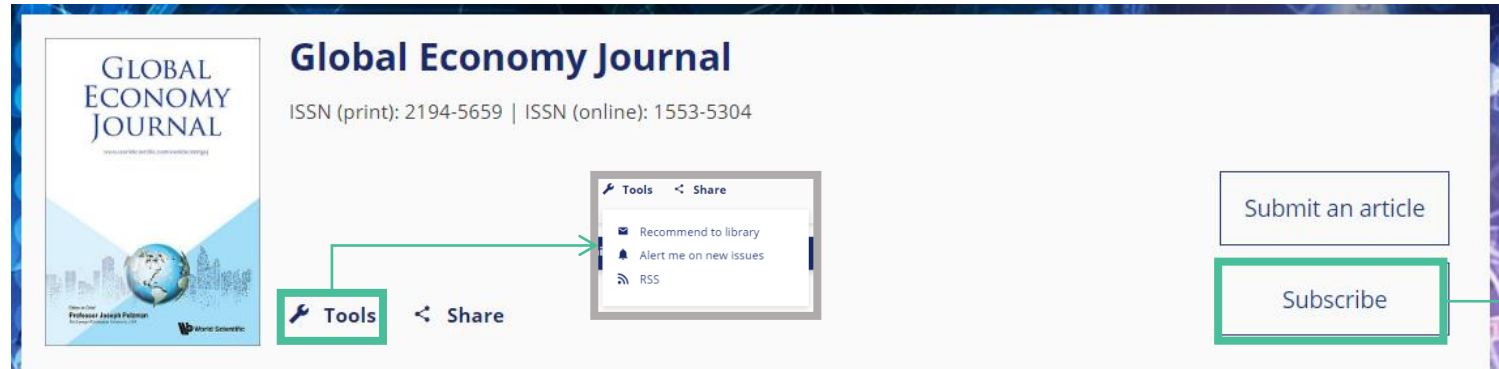 GLOBAL
ECONOMY
JOURNAL
Professor Joseph Pelzman
World Scientific
Global Economy Journal
ISSN (print): 2194-5659 | ISSN (online): 1553-5304
Tools Share
Recommend to library
Alert me on new issues
RSS
Tools Share
Submit an article
Subscribe